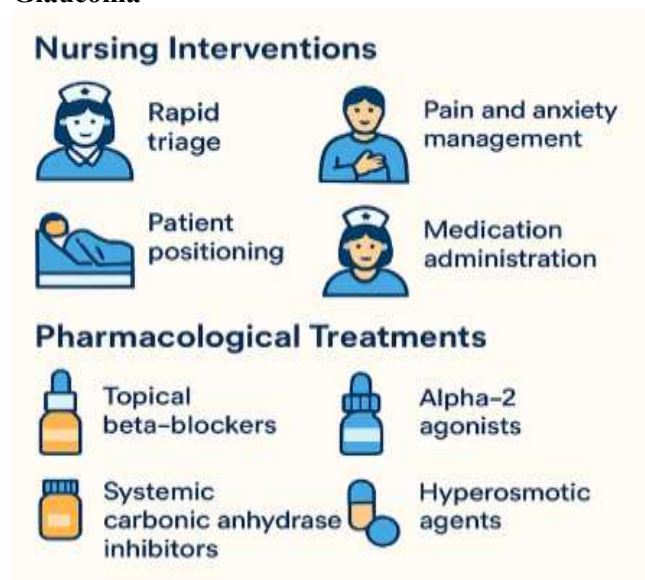 Glaucoma
Nursing Interventions
Rapid
triage
Pain and anxiety
management
Patient
positioning
Medication
administration
Pharmacological Treatments
Topical
beta-blockers
Alpha-2
agonists
Systemic
carbonic anhydrase
inhibitors
Hyperosmotic
agents